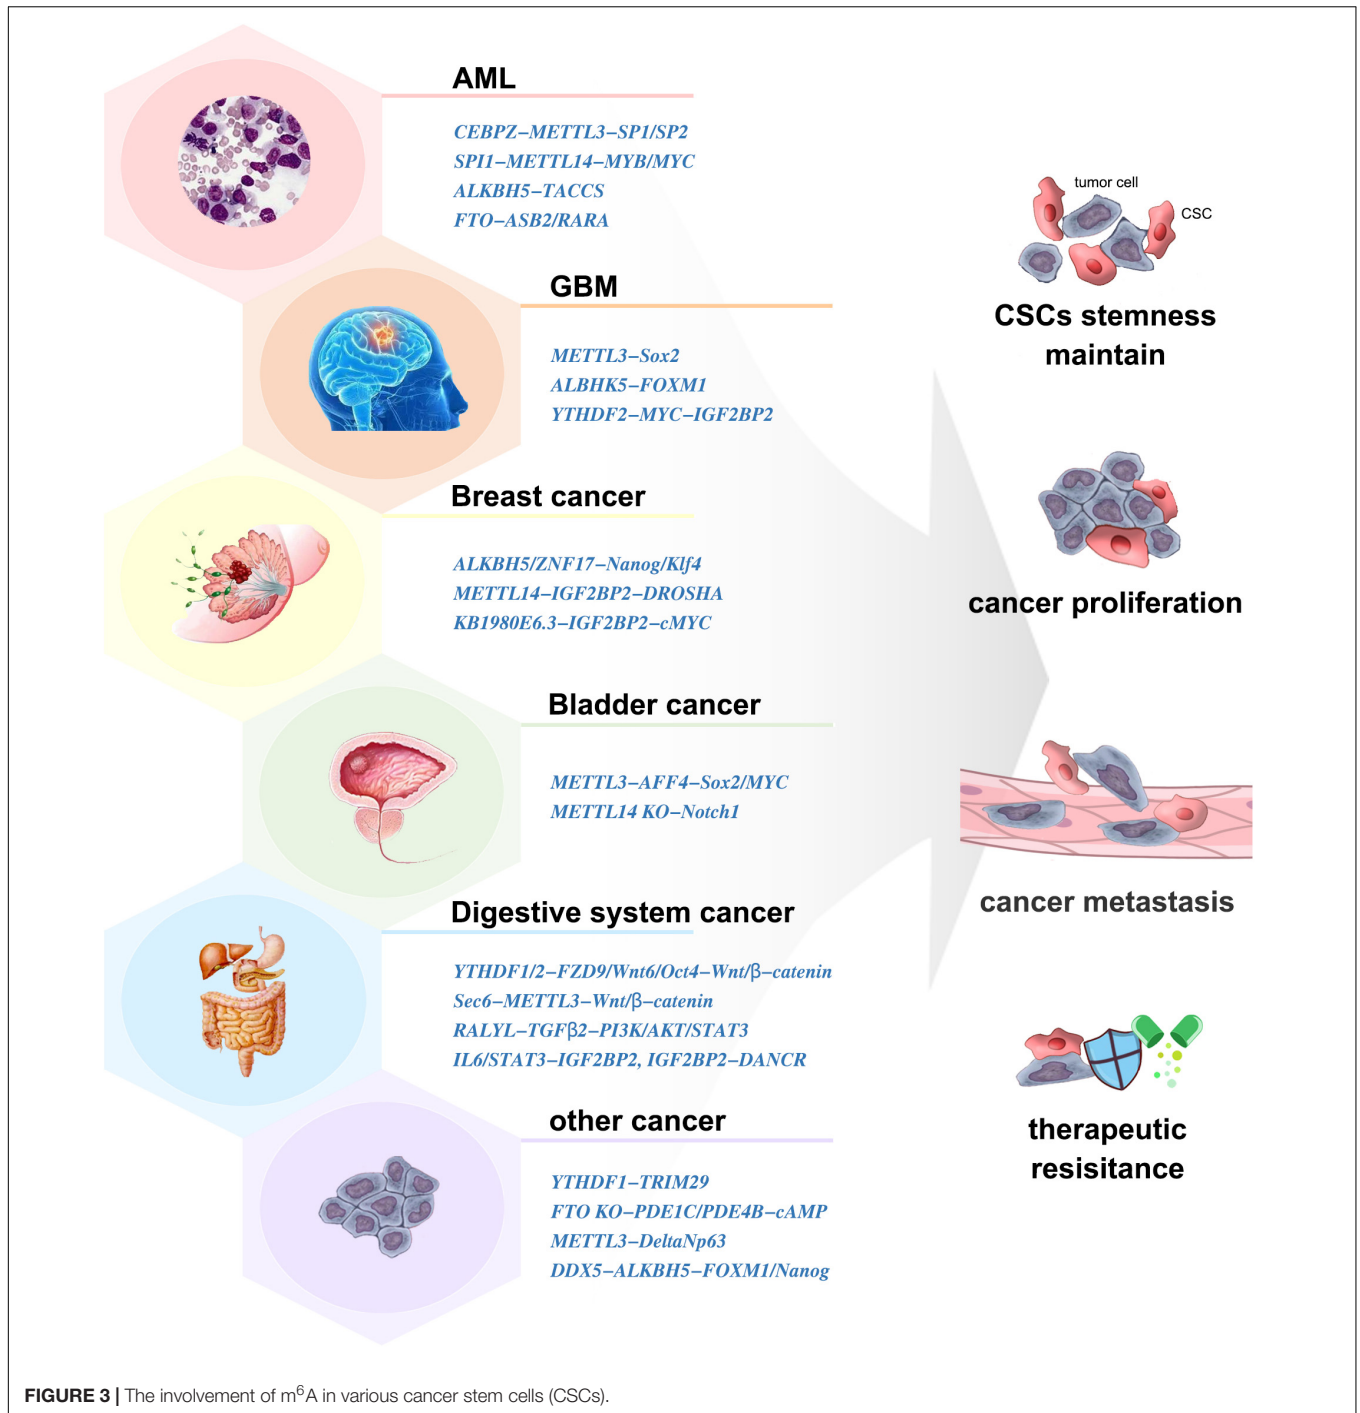 AML
CEBPZ–METTL3–SP1/SP2
SPI1–METTL14–MYB/MYC
ALKBH5–TACCS
FTO–ASB2/RARA
GBM
METTL3–Sox2
ALBHK5–FOXM1
YTHDF2–MYC–IGF2BP2
Breast cancer
ALKBH5/ZNF17–Nanog/Klf4
METTL14–IGF2BP2–DROSHA
KB1980E6.3–IGF2BP2–cMYC
Bladder cancer
METTL3–AFF4–Sox2/MYC
METTL14 KO–Notch1
Digestive system cancer
YTHDF1/2–FZD9/Wnt6/Oct4–Wnt/β–catenin
Sec6–METTL3–Wnt/β–catenin
RALYL–TGFβ2–PI3K/AKT/STAT3
IL6/STAT3–IGF2BP2, IGF2BP2–DANCR
other cancer
YTHDF1–TRIM29
FTO KO–PDE1C/PDE4B–cAMP
METTL3–DeltaNp63
DDX5–ALKBH5–FOXM1/Nanog
tumor cell
CSC
CSCs stemness
maintain
cancer proliferation
cancer metastasis
therapeutic
resisitance
FIGURE 3 | The involvement of m⁶A in various cancer stem cells (CSCs).